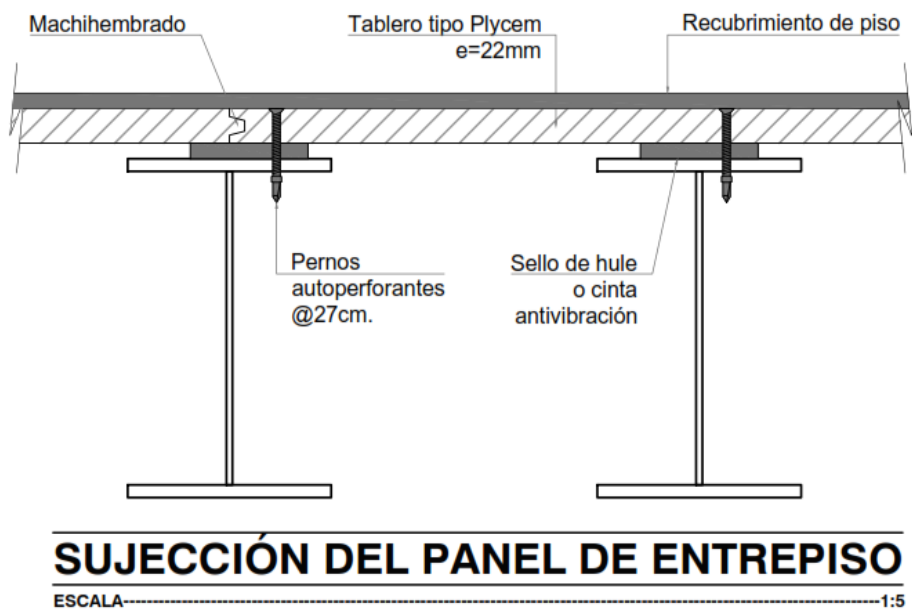 Machihembrado
Tablero tipo Plycem
e=22mm
Recubrimiento de piso
Pernos
autoperforantes
@27cm.
Sello de hule
o cinta
antivibración
SUJECCIÓN DEL PANEL DE ENTREPISO
ESCALA-----------------------------------------------------------------------------------1:5